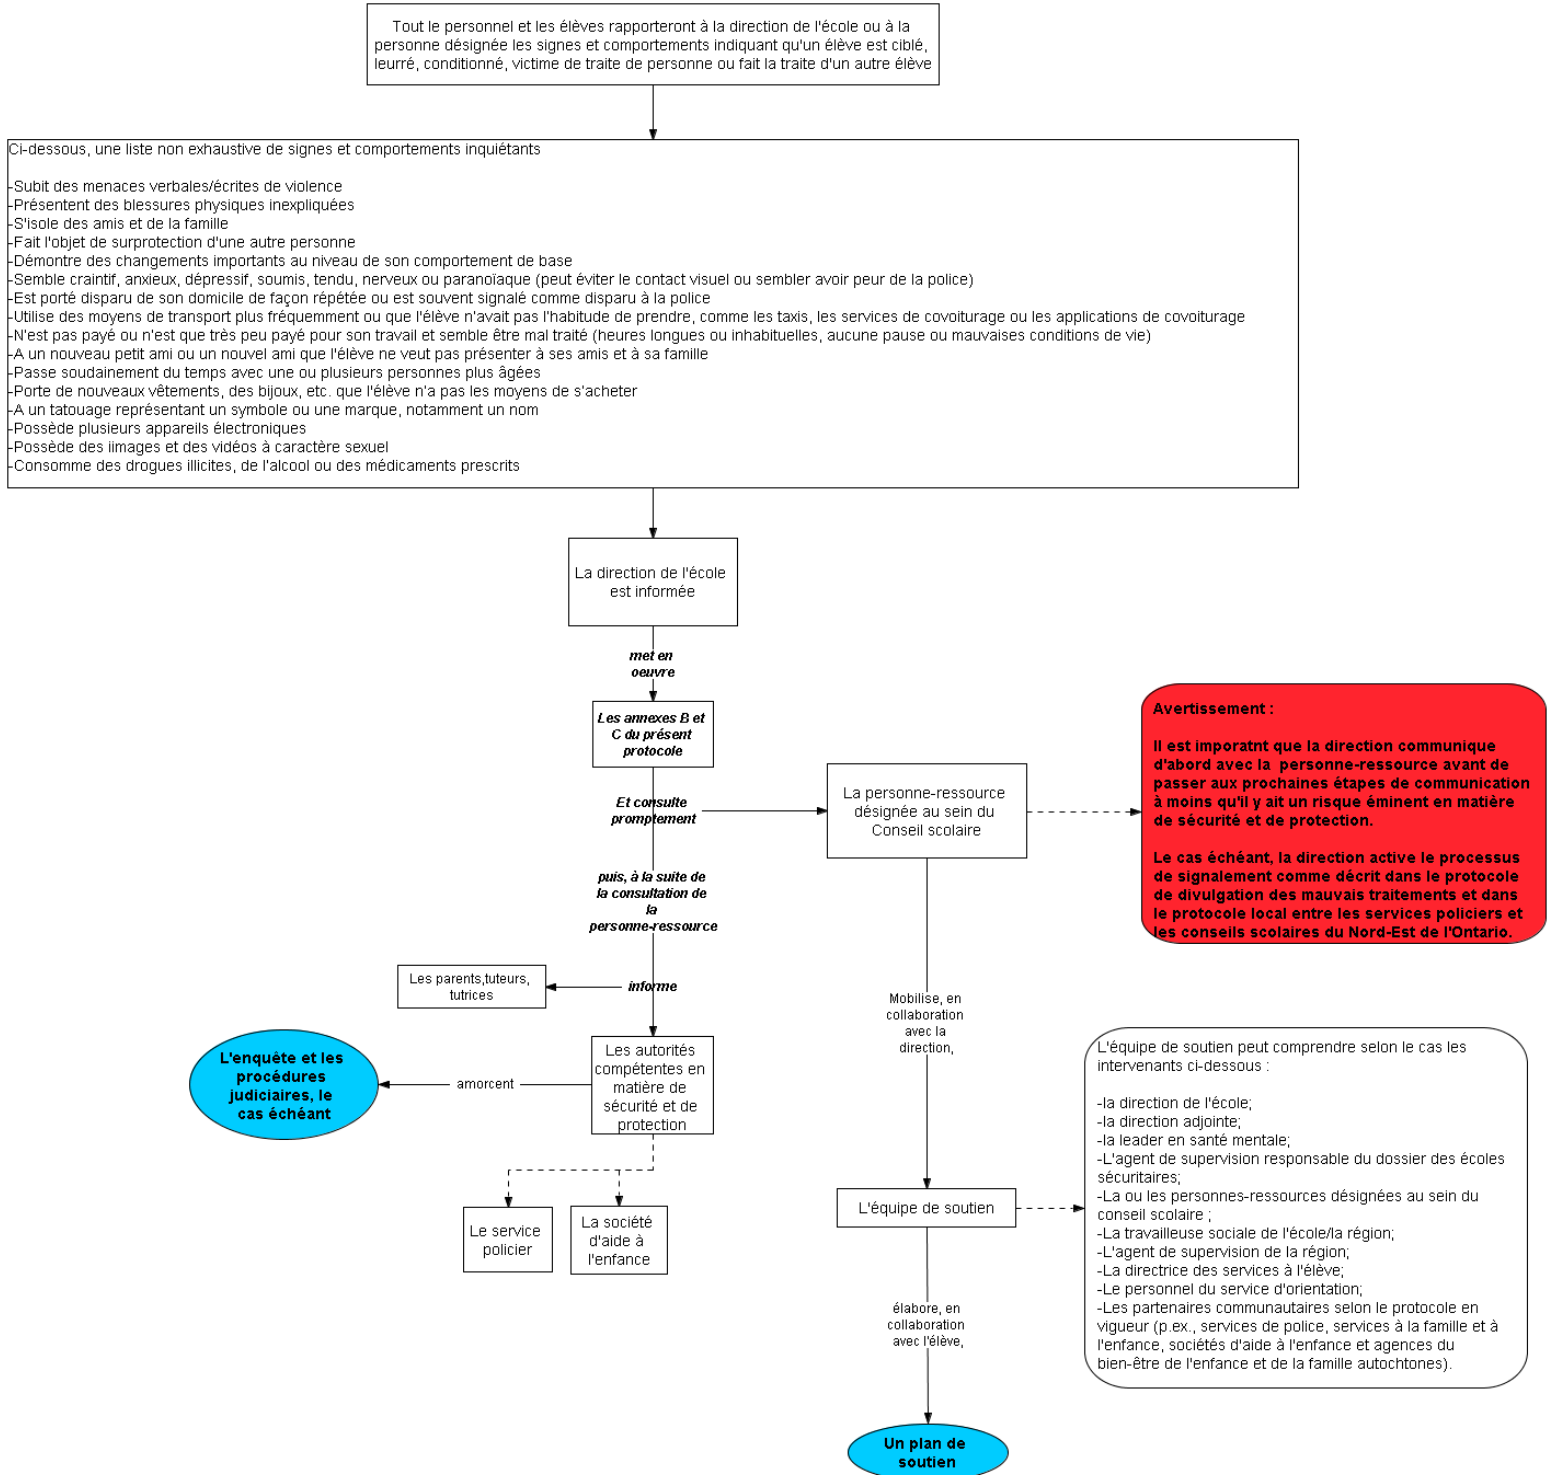 Tout le personnel et les élèves rapporteront à la direction de l'école ou à la
personne désignée les signes et comportements indiquant qu'un élève est ciblé,
leurré, conditionné, victime de traite de personne ou fait la traite d'un autre élève
Ci-dessous, une liste non exhaustive de signes et comportements inquiétants
-Subit des menaces verbales/écrites de violence
-Présentent des blessures physiques inexpliquées
-S'isole des amis et de la famille
-Fait l'objet de surprotection d'une autre personne
-Démontre des changements importants au niveau de son comportement de base
-Semble craintif, anxieux, dépressif, soumis, tendu, nerveux ou paranoïaque (peut éviter le contact visuel ou sembler avoir peur de la police)
-Est porté disparu de son domicile de façon répétée ou est souvent signalé comme disparu à la police
-Utilise des moyens de transport plus fréquemment ou que l'élève n'avait pas l'habitude de prendre, comme les taxis, les services de covoiturage ou les applications de covoiturage
-N'est pas payé ou n'est que très peu payé pour son travail et semble être mal traité (heures longues ou inhabituelles, aucune pause ou mauvaises conditions de vie)
-A un nouveau petit ami ou un nouvel ami que l'élève ne veut pas présenter à ses amis et à sa famille
-Passe soudainement du temps avec une ou plusieurs personnes plus âgées
-Porte de nouveaux vêtements, des bijoux, etc. que l'élève n'a pas les moyens de s'acheter
-A un tatouage représentant un symbole ou une marque, notamment un nom
-Possède plusieurs appareils électroniques
-Possède des iimages et des vidéos à caractère sexuel
-Consomme des drogues illicites, de l'alcool ou des médicaments prescrits
La direction de l'école
est informée
met en
oeuvre
Les annexes B et
C du présent
protocole
Et consulte
promptement
La personne-ressource
désignée au sein du
Conseil scolaire
Avertissement :
Il est imporatnt que la direction communique
d'abord avec la personne-ressource avant de
passer aux prochaines étapes de communication
à moins qu'il y ait un risque éminent en matière
de sécurité et de protection.
Le cas échéant, la direction active le processus
de signalement comme décrit dans le protocole
de divulgation des mauvais traitements et dans
le protocole local entre les services policiers et
les conseils scolaires du Nord-Est de l'Ontario.
puis, à la suite de
la consultation de
la
personne-ressource
informe
Les parents,tuteurs,
tutrices
Les autorités
compétentes en
matière de
sécurité et de
protection
amorcent
L'enquête et les
procédures
judiciaires, le
cas échéant
Le service
policier
La société
d'aide à
l'enfance
Mobilise, en
collaboration
avec la
direction,
L'équipe de soutien
L'équipe de soutien peut comprendre selon le cas les
intervenants ci-dessous :
-la direction de l'école;
-la direction adjointe;
-la leader en santé mentale;
-L'agent de supervision responsable du dossier des écoles
sécuritaires;
-La ou les personnes-ressources désignées au sein du
conseil scolaire ;
-La travailleuse sociale de l'école/la région;
-L'agent de supervision de la région;
-La directrice des services à l'élève;
-Le personnel du service d'orientation;
-Les partenaires communautaires selon le protocole en
vigueur (p.ex., services de police, services à la famille et à
l'enfance, sociétés d'aide à l'enfance et agences du
bien-être de l'enfance et de la famille autochtones).
élabore, en
collaboration
avec l'élève,
Un plan de
soutien